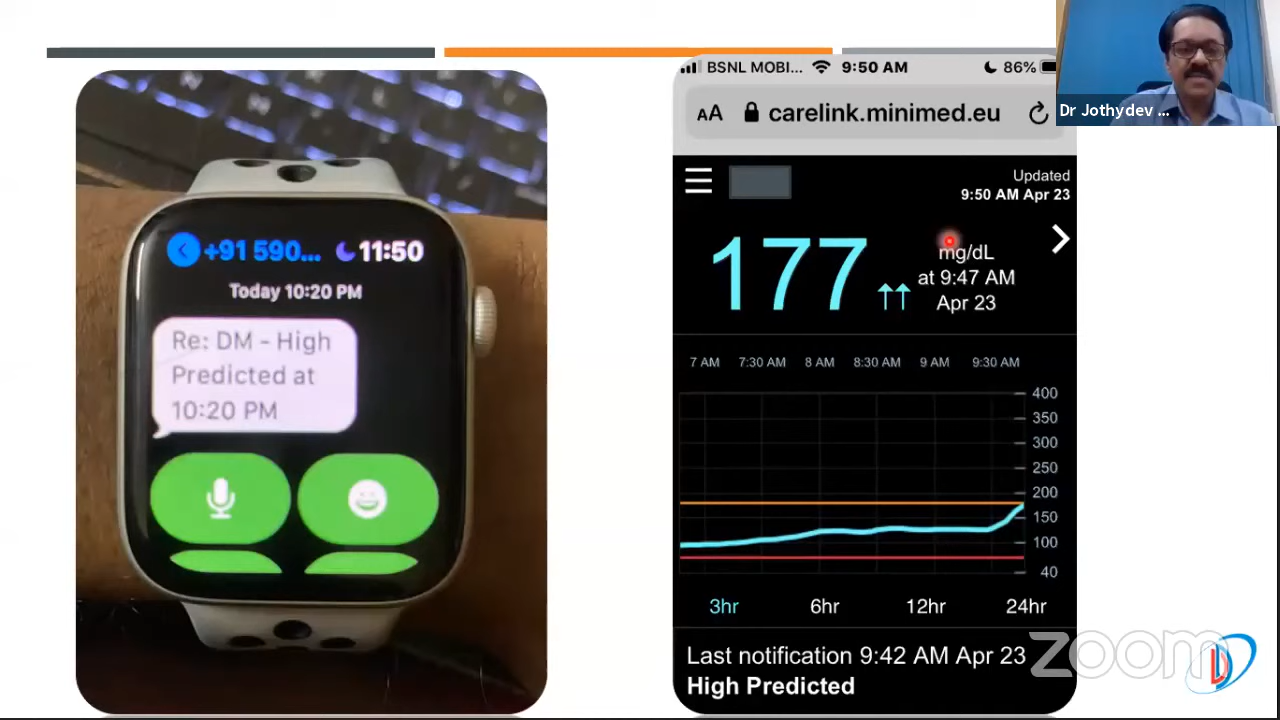 +91 590... 11:50
Today 10:20 PM
Re: DM - High
Predicted at
10:20 PM
BSNL MOBI... 9:50 AM 86%
AA carelink.minimed.eu
Updated
9:50 AM Apr 23
177 mg/dL
at 9:47 AM
Apr 23
7 AM 7:30 AM 8 AM 8:30 AM 9 AM 9:30 AM
400
350
300
250
200
150
100
40
3hr 6hr 12hr 24hr
Last notification 9:42 AM Apr 23
High Predicted
Dr Jothydev ...
zoom